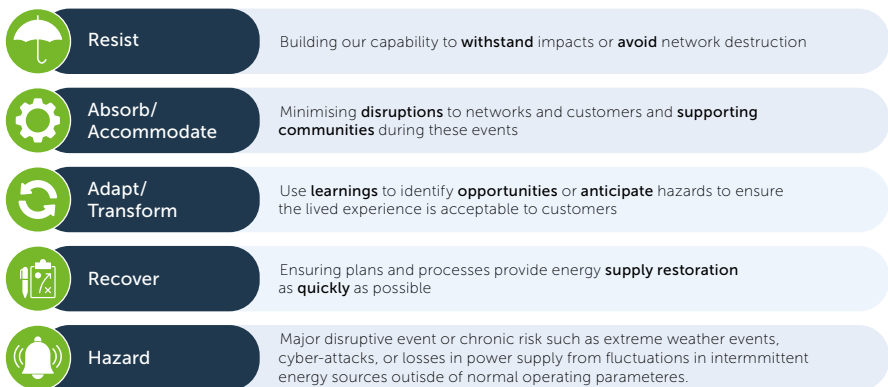 Resist
Building our capability to withstand impacts or avoid network destruction
Absorb/
Accommodate
Minimising disruptions to networks and customers and supporting
communities during these events
Adapt/
Transform
Use learnings to identify opportunities or anticipate hazards to ensure
the lived experience is acceptable to customers
Recover
Ensuring plans and processes provide energy supply restoration
as quickly as possible
Hazard
Major disruptive event or chronic risk such as extreme weather events,
cyber-attacks, or losses in power supply from fluctuations in intermmittent
energy sources outisde of normal operating parameteres.